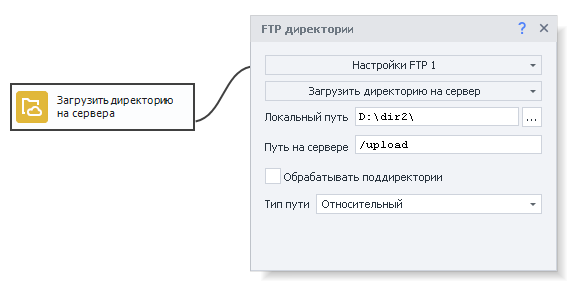 Загрузить директорию
на сервера
FTP директории
?
Настройки FTP 1
Загрузить директорию на сервер
Локальный путь D:\dir2\ ...
Путь на сервере /upload
Обрабатывать поддиректории
Тип пути Относительный